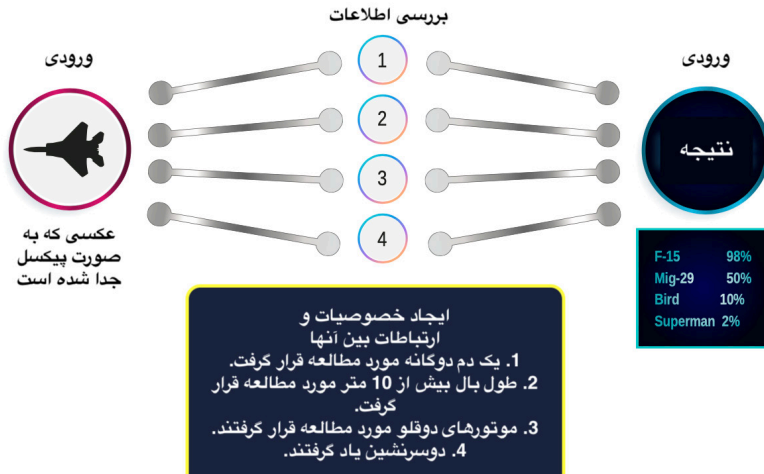 بررسی اطلاعات
ورودی
ورودی
1
2
3
4
نتیجه
عکسی که به
صورت پیکسل
جدا شده است
F-15 98%
Mig-29 50%
Bird 10%
Superman 2%
ایجاد خصوصیات و
ارتباطات بین آنها
1. یک دم دوگانه مورد مطالعه قرار گرفت.
2. طول بال بیش از 10 متر مورد مطالعه قرار
گرفت.
3. موتورهای دوقلو مورد مطالعه قرار گرفتند.
4. دوسرنشین یاد گرفتند.